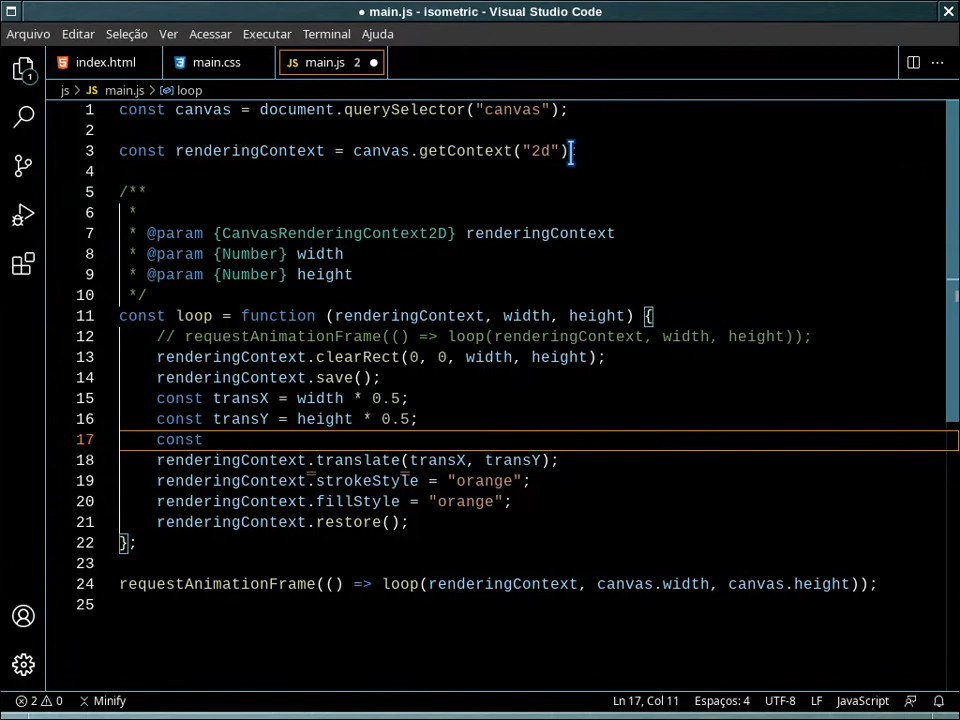 ● main.js - isometric - Visual Studio Code
Arquivo Editar Seleção Ver Acessar Executar Terminal Ajuda
index.html main.css JS main.js 2 ●
js > JS main.js > loop
1 const canvas = document.querySelector("canvas");
2
3 const renderingContext = canvas.getContext("2d");
4
5 /**
6 *
7 * @param {CanvasRenderingContext2D} renderingContext
8 * @param {Number} width
9 * @param {Number} height
10 */
11 const loop = function (renderingContext, width, height) {
12 // requestAnimationFrame(() => loop(renderingContext, width, height));
13 renderingContext.clearRect(0, 0, width, height);
14 renderingContext.save();
15 const transX = width * 0.5;
16 const transY = height * 0.5;
17 const
18 renderingContext.translate(transX, transY);
19 renderingContext.strokeStyle = "orange";
20 renderingContext.fillStyle = "orange";
21 renderingContext.restore();
22 };
23
24 requestAnimationFrame(() => loop(renderingContext, canvas.width, canvas.height));
25
1
2 0 Minify Ln 17, Col 11 Espaços: 4 UTF-8 LF JavaScript